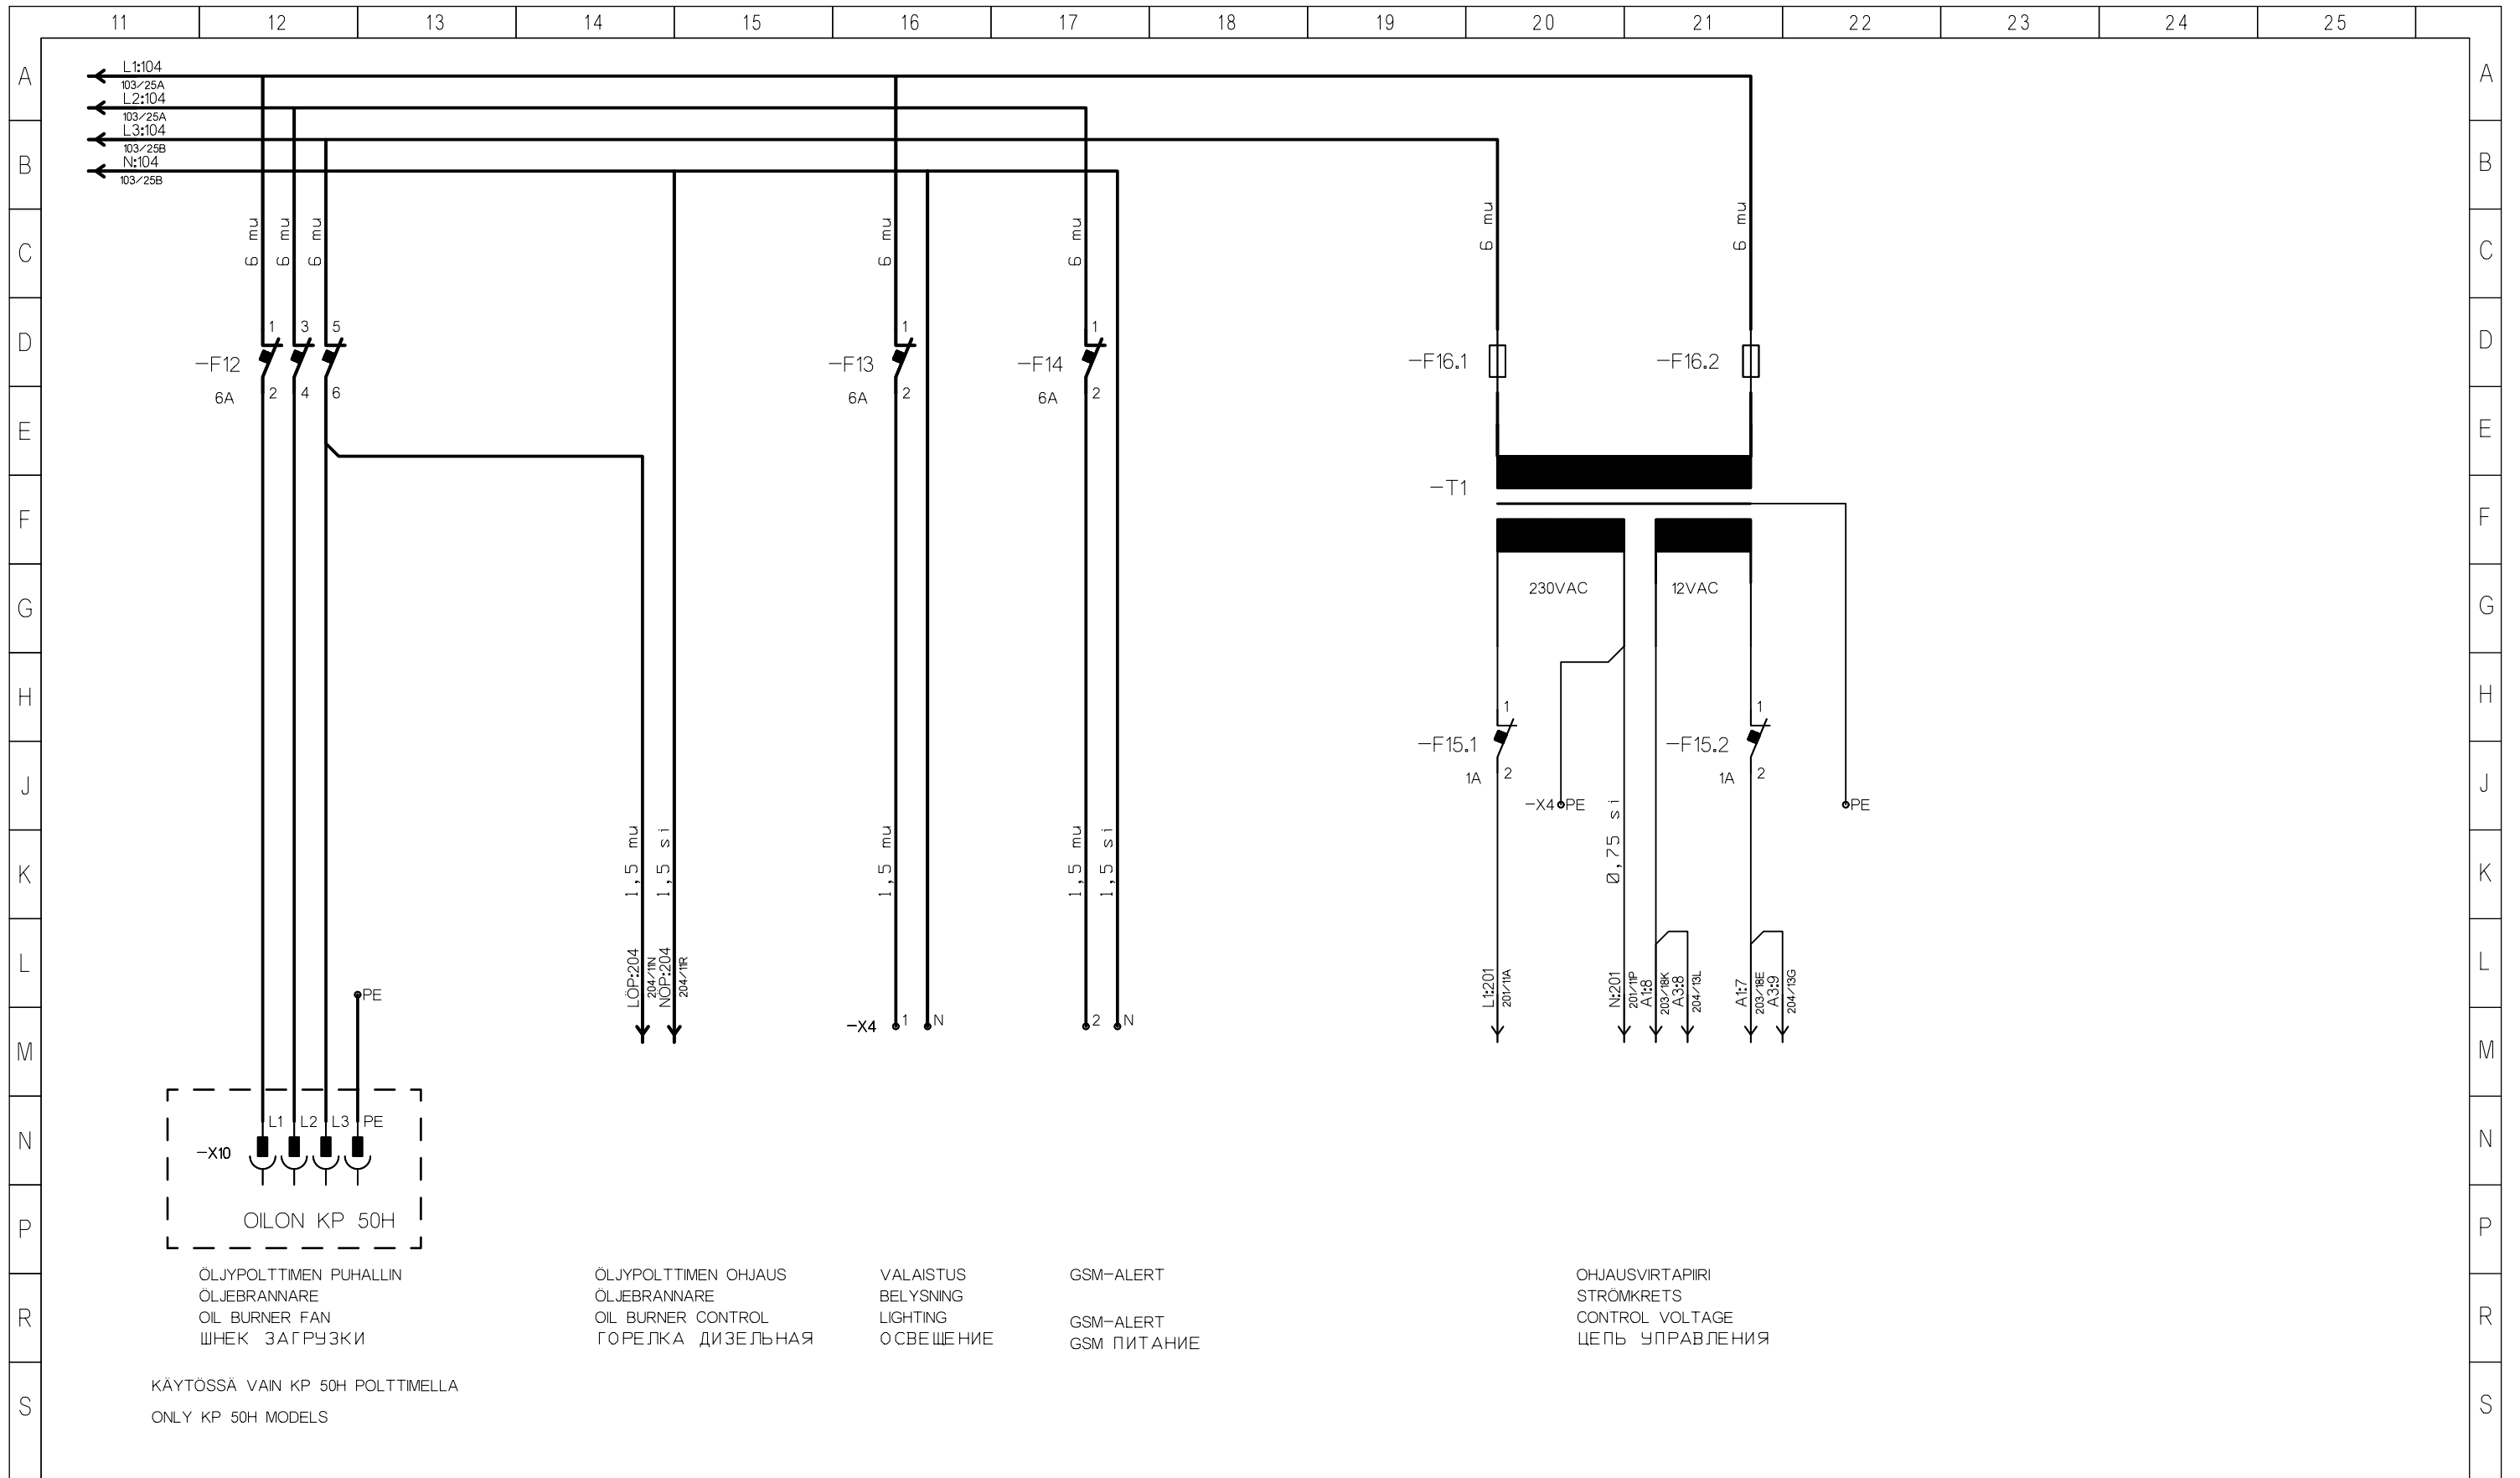 11 12 13 14 15 16 17 18 19 20 21 22 23 24 25
A A
B B
C C
D D
E E
F F
G G
H H
J J
K K
L L
M M
N N
P P
R R
S S
L1:104
103/25A
L2:104
103/25A
L3:104
103/25B
N:104
103/25B
6 mu 6 mu 6 mu 6 mu 6 mu 6 mu 6 mu
1 3 5 1 1
-F12 -F13 -F14 -F16.1 -F16.2
6A 2 4 6 6A 2 6A 2
-T1
230VAC 12VAC
1 1
-F15.1 -F15.2
1A 2 1A 2
-X4 PE PE
0,75 si
1,5 mu 1,5 si 1,5 mu 1,5 mu 1,5 si
LÖP:204
204/11N
NÖP:204
204/11R
L1:201
201/11A
N:201
201/11P
A1:8
203/18K
A3:8
204/13L
A1:7
203/18E
A3:9
204/13G
PE
-X4 1 N 2 N
L1 L2 L3 PE
-X10
OILON KP 50H
ÖLJYPOLTTIMEN PUHALLIN
ÖLJEBRANNARE
OIL BURNER FAN
ШНЕК ЗАГРУЗКИ
ÖLJYPOLTTIMEN OHJAUS
ÖLJEBRANNARE
OIL BURNER CONTROL
ГОРЕЛКА ДИЗЕЛЬНАЯ
VALAISTUS
BELYSNING
LIGHTING
ОСВЕЩЕНИЕ
GSM-ALERT
GSM-ALERT
GSM ПИТАНИЕ
OHJAUSVIRTAPIIRI
STRÖMKRETS
CONTROL VOLTAGE
ЦЕПЬ УПРАВЛЕНИЯ
KÄYTÖSSÄ VAIN KP 50H POLTTIMELLA
ONLY KP 50H MODELS